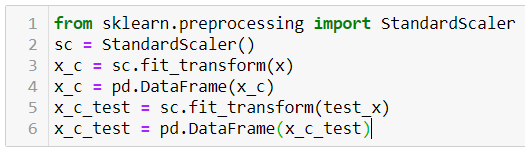 1 from sklearn.preprocessing import StandardScaler
2 sc = StandardScaler()
3 x_c = sc.fit_transform(x)
4 x_c = pd.DataFrame(x_c)
5 x_c_test = sc.fit_transform(test_x)
6 x_c_test = pd.DataFrame(x_c_test)